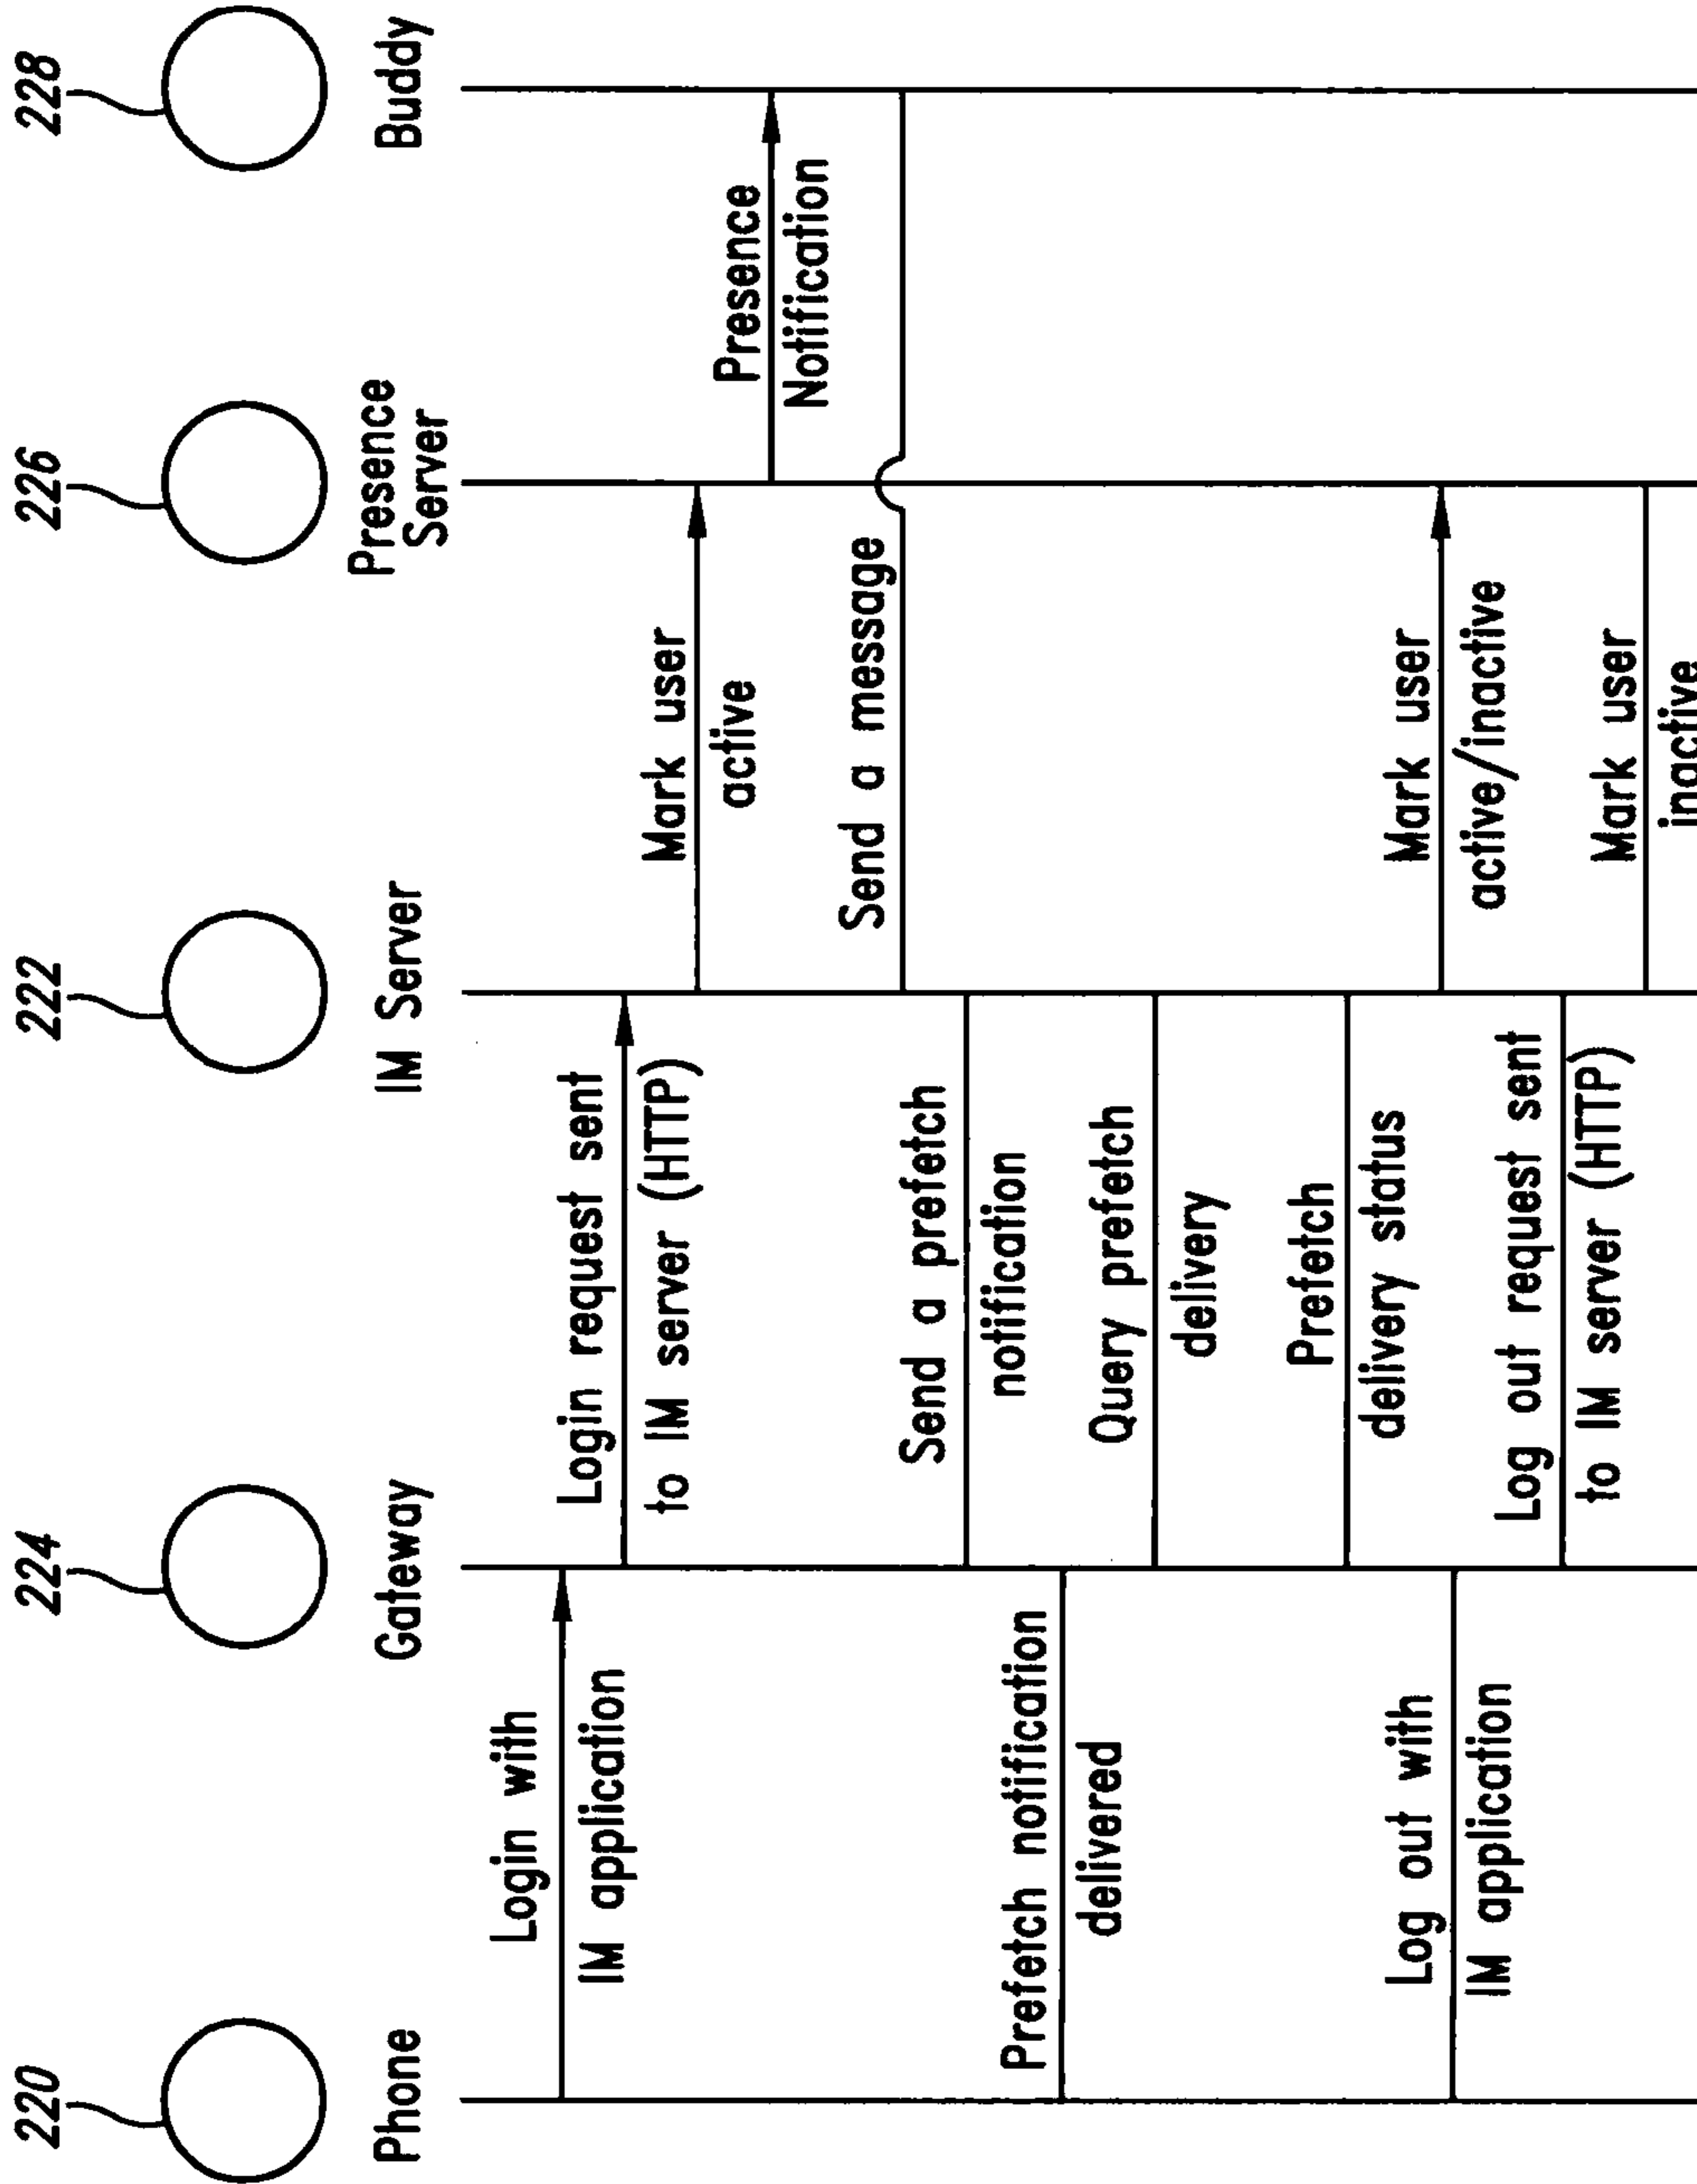 220
224
222
226
228
Phone
Gateway
IM Server
Presence
Server
Buddy
Login with
IM application
Login request sent
to IM server (HTTP)
Mark user
active
Presence
Notification
Send a message
Send a prefetch
notification
Prefetch notification
delivered
Query prefetch
delivery
Prefetch
delivery status
Mark user
active/inactive
Log out with
IM application
Log out request sent
to IM server (HTTP)
Mark user
inactive